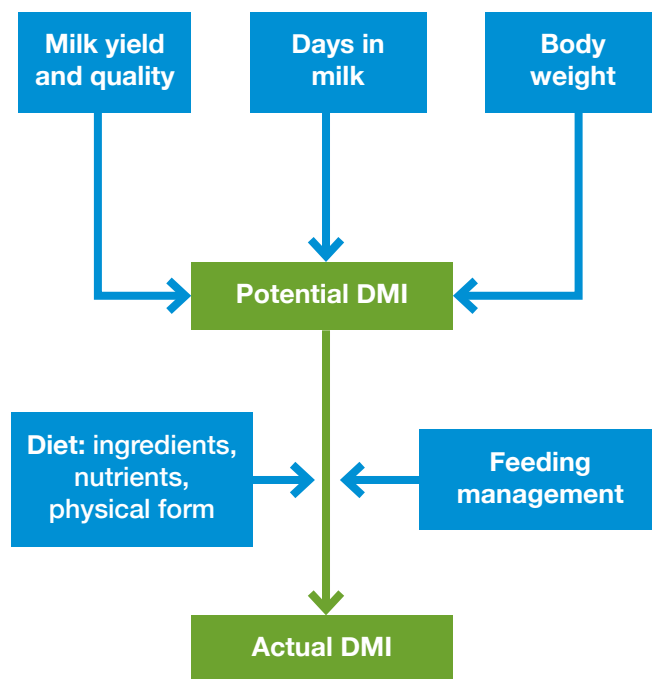 Milk yield
and quality
Days in
milk
Body
weight
Potential DMI
Diet: ingredients,
nutrients,
physical form
Feeding
management
Actual DMI